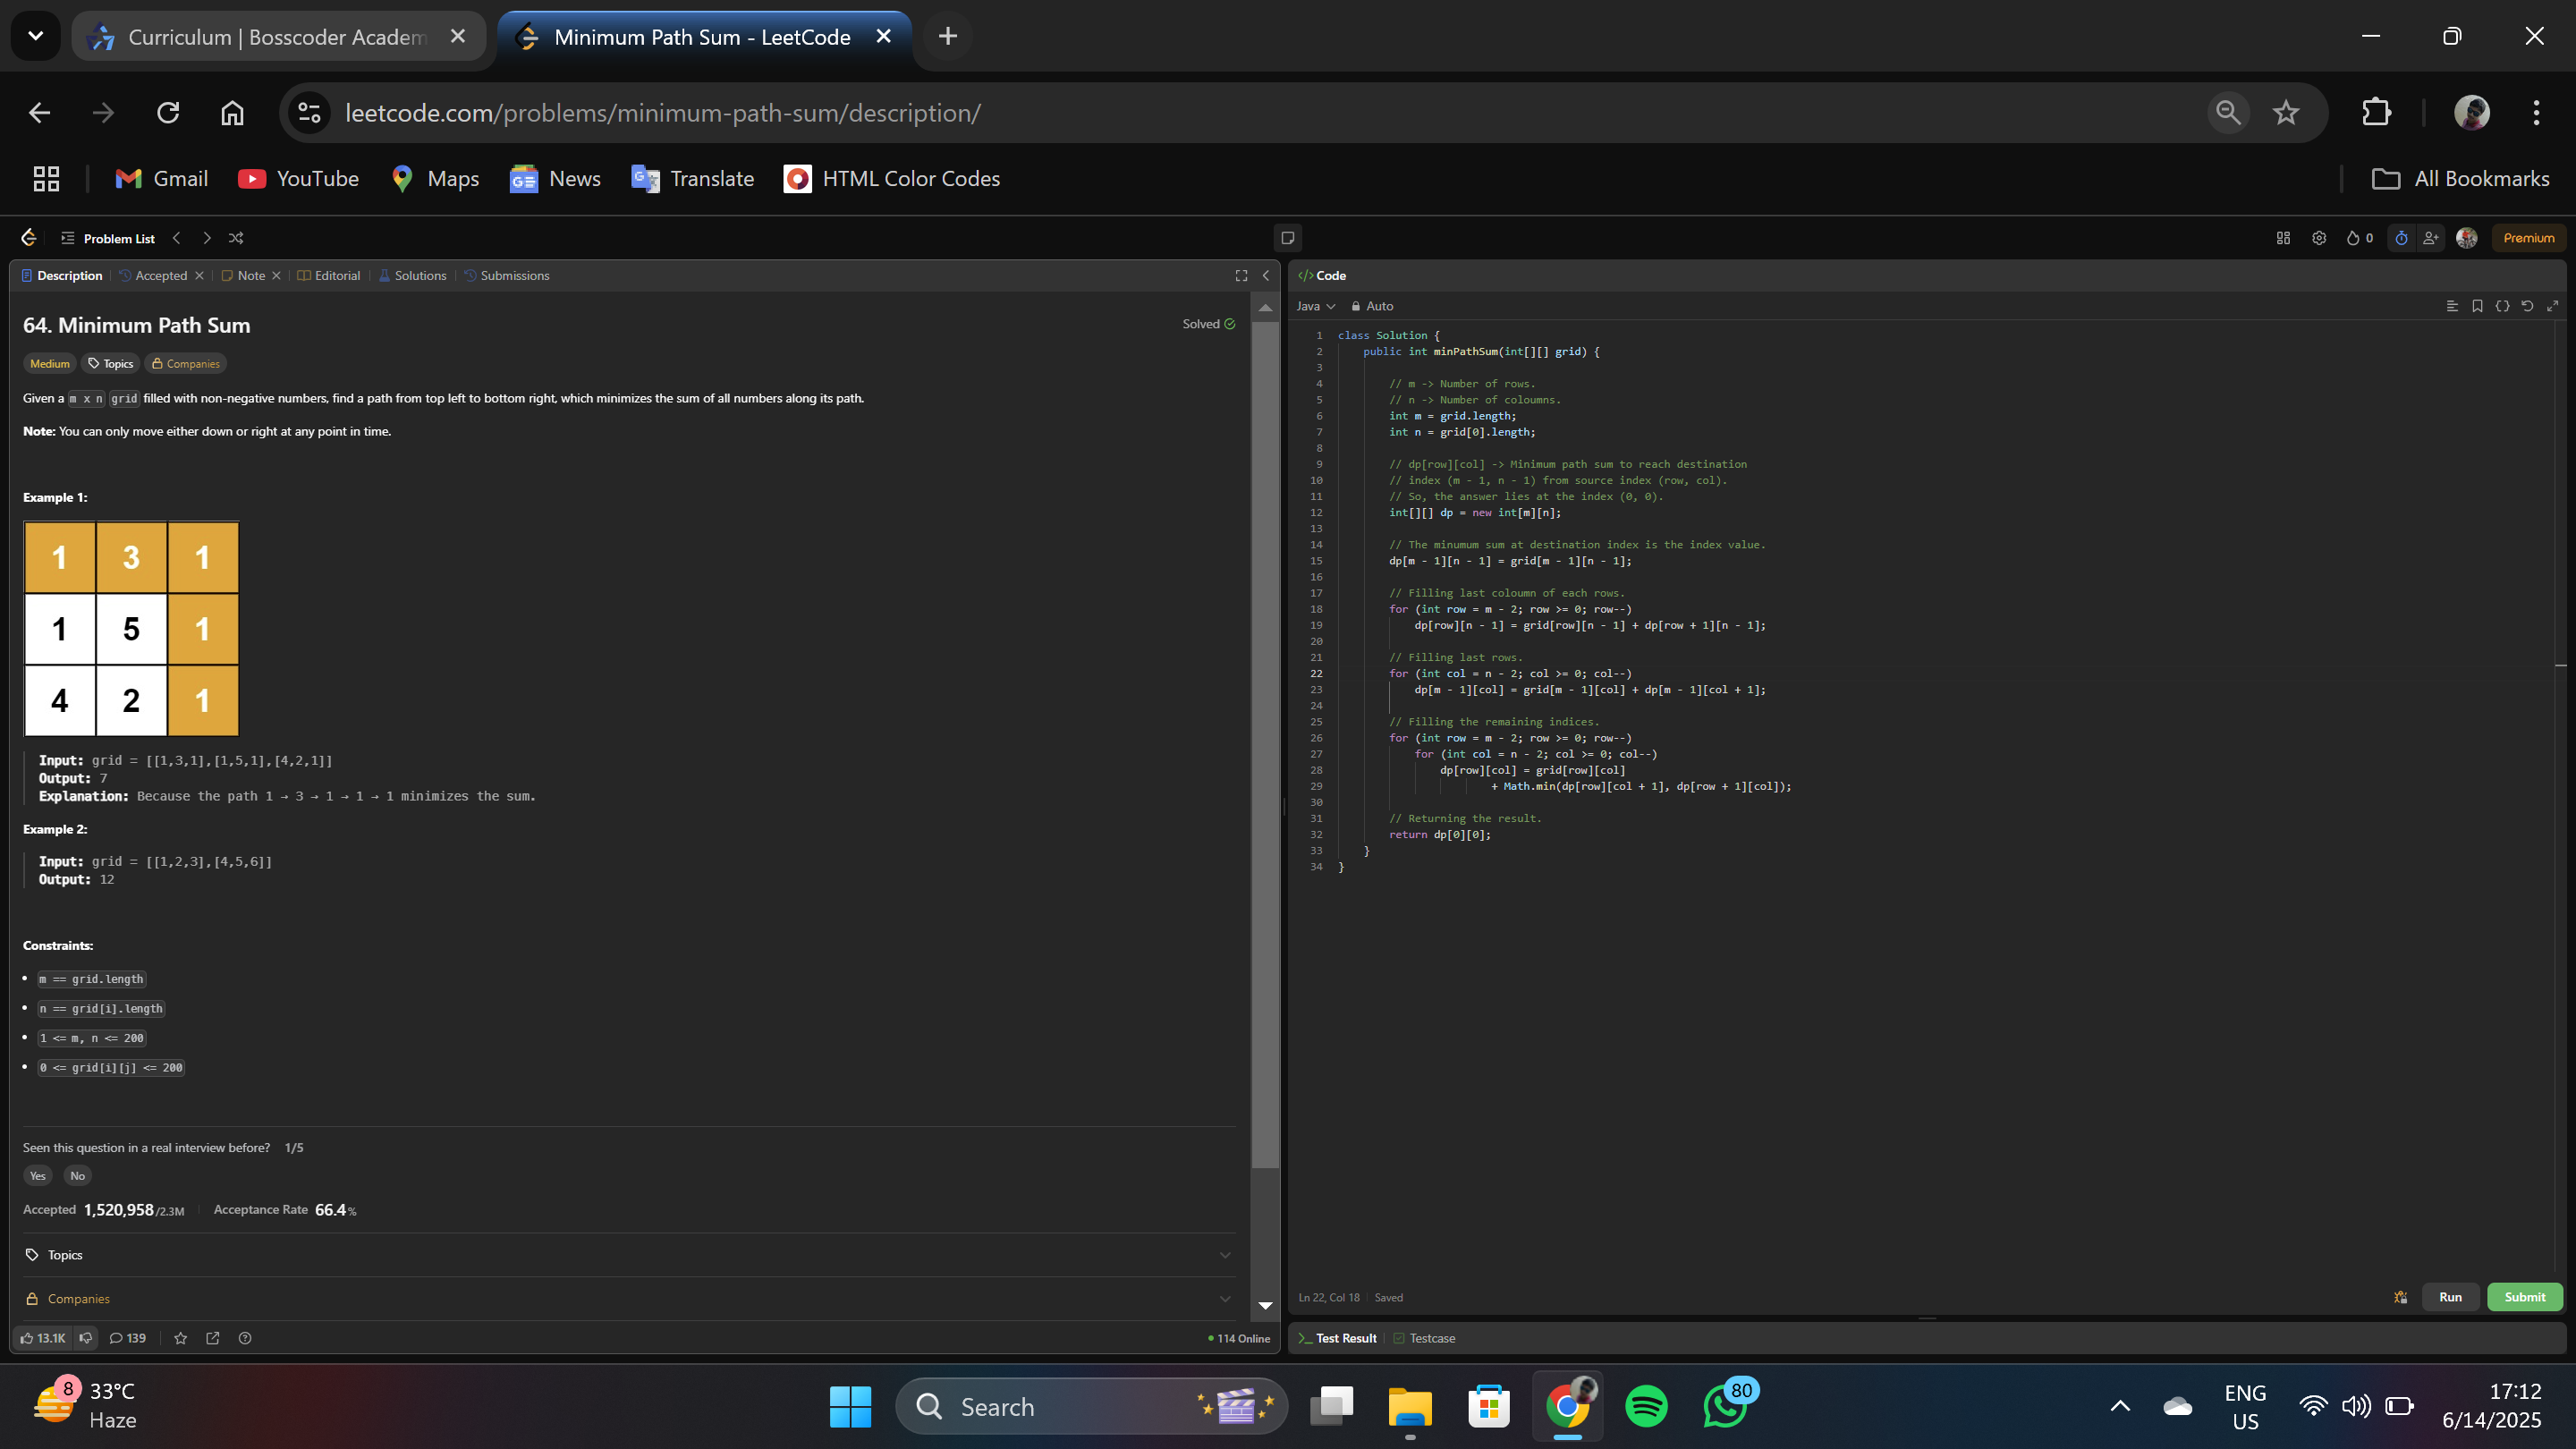 Curriculum | Bosscoder Academ
Minimum Path Sum - LeetCode
leetcode.com/problems/minimum-path-sum/description/
Gmail
YouTube
Maps
News
Translate
HTML Color Codes
All Bookmarks
Problem List
0
Premium
Description
Accepted
Note
Editorial
Solutions
Submissions
64. Minimum Path Sum
Solved
Medium
Topics
Companies
Given a m x n grid filled with non-negative numbers, find a path from top left to bottom right, which minimizes the sum of all numbers along its path.
Note: You can only move either down or right at any point in time.
Example 1:
1 3 1
1 5 1
4 2 1
Input: grid = [[1,3,1],[1,5,1],[4,2,1]]
Output: 7
Explanation: Because the path 1 → 3 → 1 → 1 → 1 minimizes the sum.
Example 2:
Input: grid = [[1,2,3],[4,5,6]]
Output: 12
Constraints:
m == grid.length
n == grid[i].length
1 <= m, n <= 200
0 <= grid[i][j] <= 200
Seen this question in a real interview before? 1/5
Yes
No
Accepted 1,520,958/2.3M
Acceptance Rate 66.4%
Topics
Companies
13.1K
139
114 Online
</> Code
Java
Auto
1 class Solution {
2 public int minPathSum(int[][] grid) {
3
4 // m -> Number of rows.
5 // n -> Number of coloumns.
6 int m = grid.length;
7 int n = grid[0].length;
8
9 // dp[row][col] -> Minimum path sum to reach destination
10 // index (m - 1, n - 1) from source index (row, col).
11 // So, the answer lies at the index (0, 0).
12 int[][] dp = new int[m][n];
13
14 // The minumum sum at destination index is the index value.
15 dp[m - 1][n - 1] = grid[m - 1][n - 1];
16
17 // Filling last coloumn of each rows.
18 for (int row = m - 2; row >= 0; row--)
19 dp[row][n - 1] = grid[row][n - 1] + dp[row + 1][n - 1];
20
21 // Filling last rows.
22 for (int col = n - 2; col >= 0; col--)
23 dp[m - 1][col] = grid[m - 1][col] + dp[m - 1][col + 1];
24
25 // Filling the remaining indices.
26 for (int row = m - 2; row >= 0; row--)
27 for (int col = n - 2; col >= 0; col--)
28 dp[row][col] = grid[row][col]
29 + Math.min(dp[row][col + 1], dp[row + 1][col]);
30
31 // Returning the result.
32 return dp[0][0];
33 }
34 }
Ln 22, Col 18
Saved
Run
Submit
Test Result
Testcase
8
33°C
Haze
Search
80
ENG
US
17:12
6/14/2025